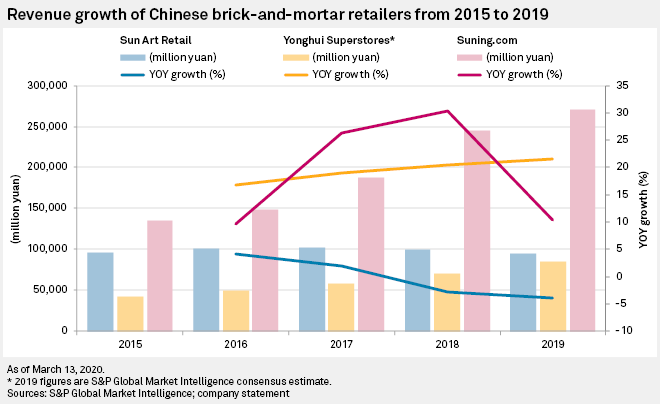 Revenue growth of Chinese brick-and-mortar retailers from 2015 to 2019
Sun Art Retail
Yonghui Superstores*
Suning.com
(million yuan)
(million yuan)
(million yuan)
YOY growth (%)
YOY growth (%)
YOY growth (%)
300,000
250,000
200,000
150,000
100,000
50,000
0
(million yuan)
35
30
25
20
15
10
5
0
-5
-10
YOY growth (%)
2015
2016
2017
2018
2019
As of March 13, 2020.
* 2019 figures are S&P Global Market Intelligence consensus estimate.
Sources: S&P Global Market Intelligence; company statement